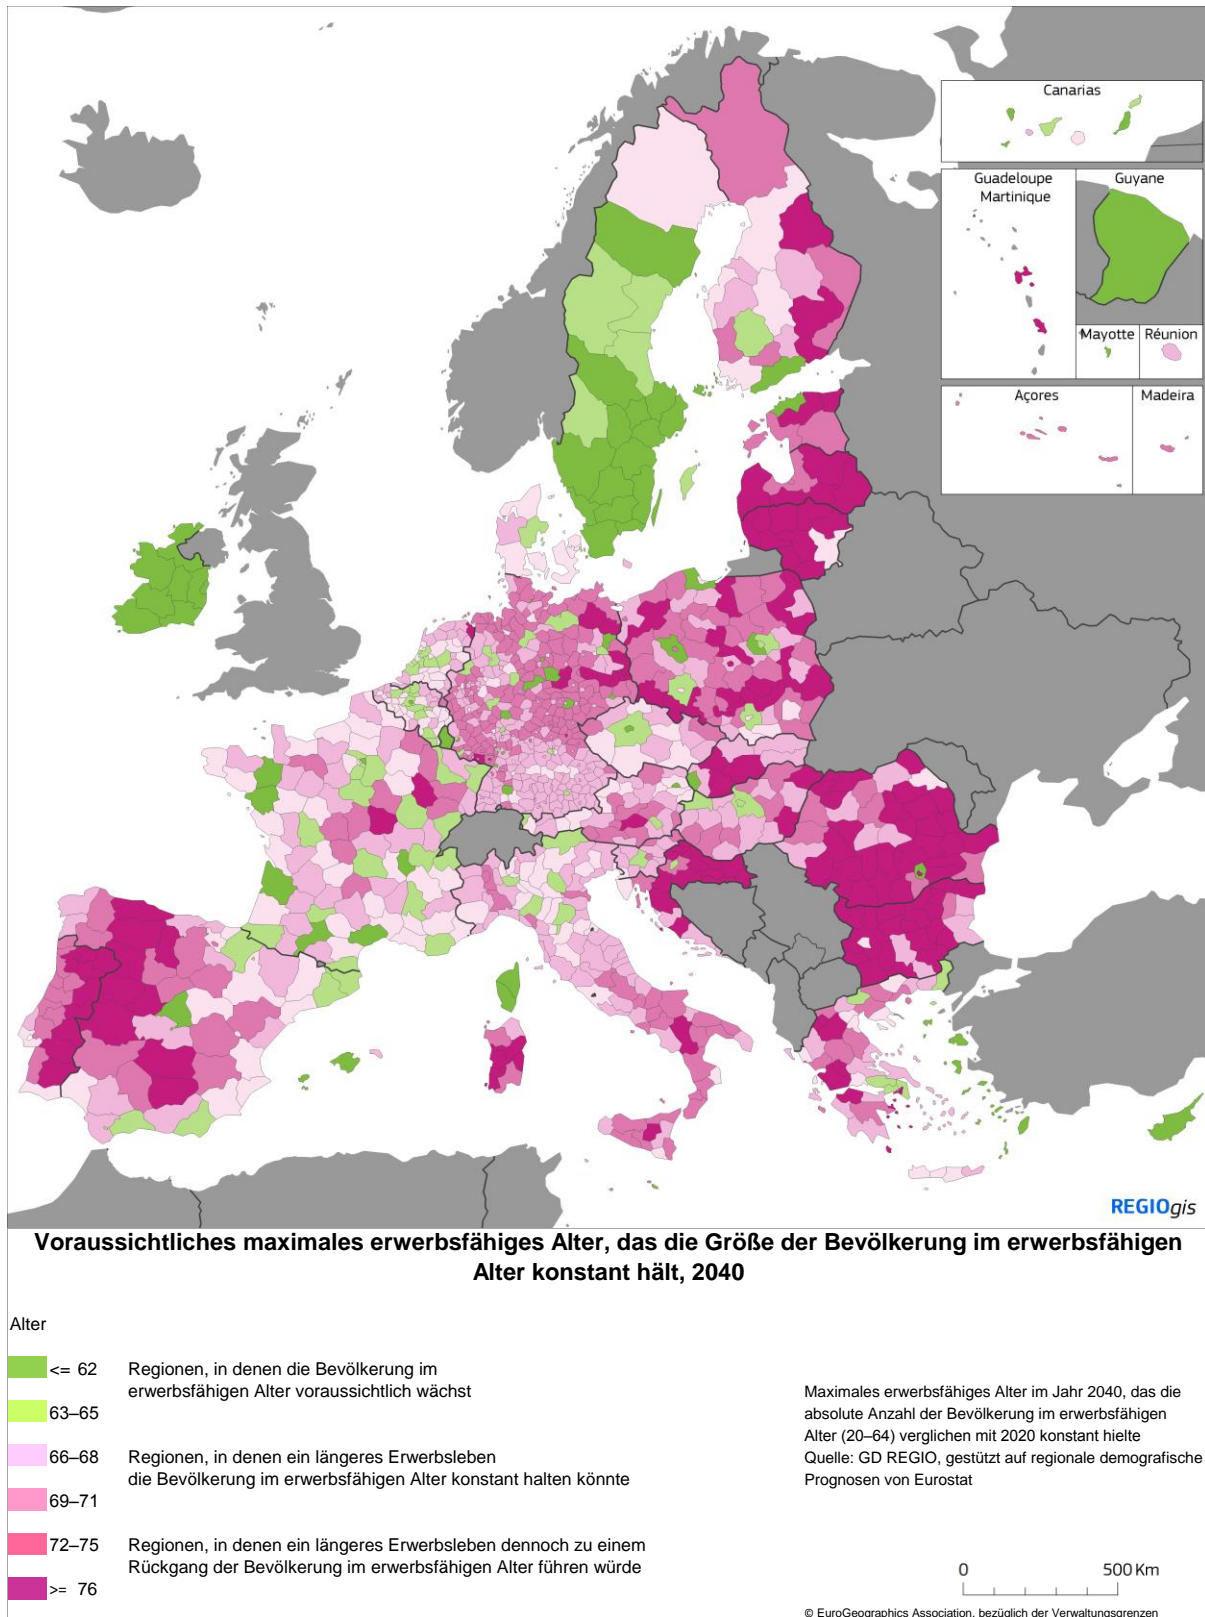 Canarias
Guadeloupe
Martinique
Guyane
Mayotte
Réunion
Açores
Madeira
REGIOgis
Voraussichtliches maximales erwerbsfähiges Alter, das die Größe der Bevölkerung im erwerbsfähigen
Alter konstant hält, 2040
Alter
<= 62
Regionen, in denen die Bevölkerung im
erwerbsfähigen Alter voraussichtlich wächst
63–65
66–68
Regionen, in denen ein längeres Erwerbsleben
die Bevölkerung im erwerbsfähigen Alter konstant halten könnte
69–71
72–75
Regionen, in denen ein längeres Erwerbsleben dennoch zu einem
Rückgang der Bevölkerung im erwerbsfähigen Alter führen würde
>= 76
Maximales erwerbsfähiges Alter im Jahr 2040, das die
absolute Anzahl der Bevölkerung im erwerbsfähigen
Alter (20–64) verglichen mit 2020 konstant hielte
Quelle: GD REGIO, gestützt auf regionale demografische
Prognosen von Eurostat
0 500 Km
© EuroGeographics Association, bezüglich der Verwaltungsgrenzen